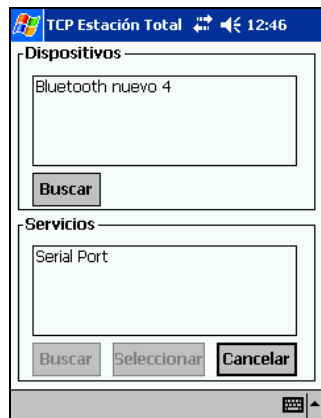 TCP Estación Total 12:46
Dispositivos
Bluetooth nuevo 4
Buscar
Servicios
Serial Port
Buscar Seleccionar Cancelar